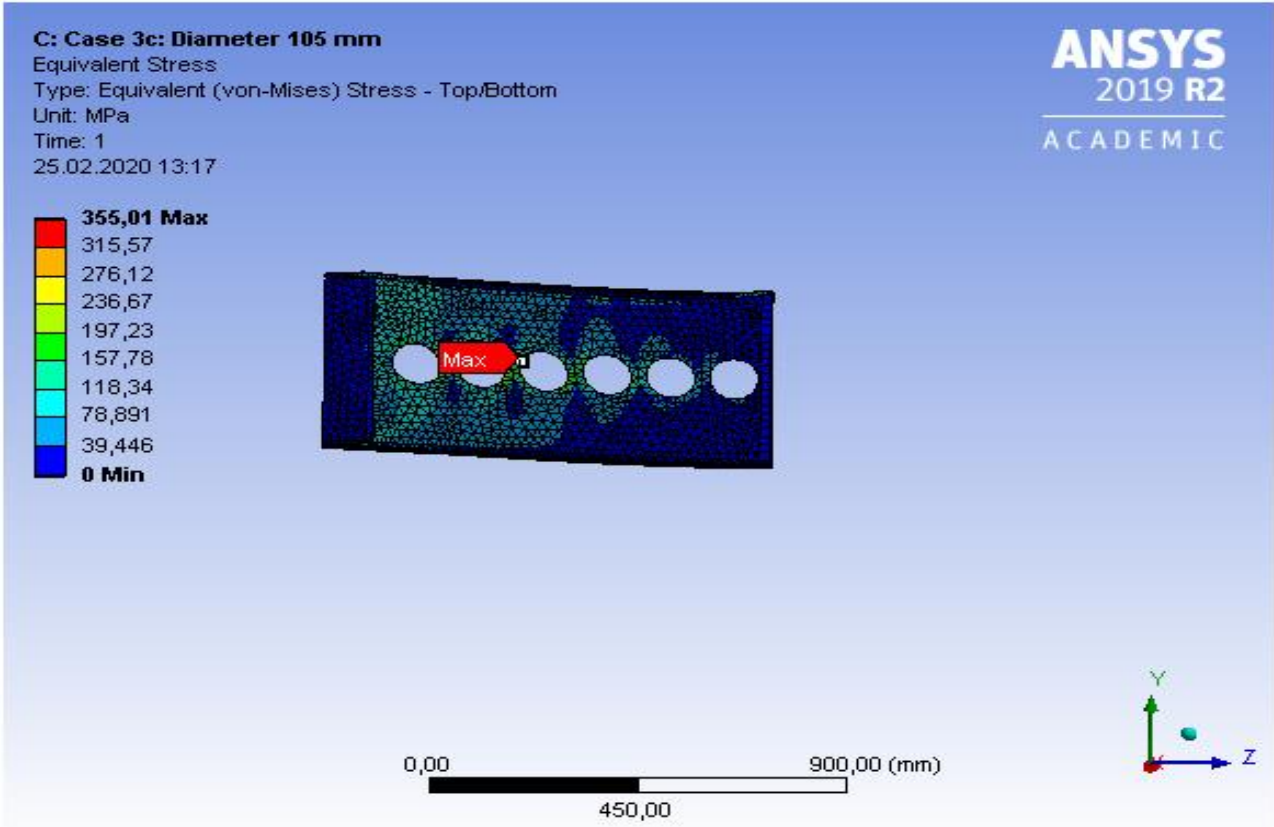 C: Case 3c: Diameter 105 mm
Equivalent Stress
Type: Equivalent (von-Mises) Stress - Top/Bottom
Unit: MPa
Time: 1
25.02.2020 13:17
ANSYS
2019 R2
ACADEMIC
355,01 Max
315,57
276,12
236,67
197,23
157,78
118,34
78,891
39,446
0 Min
Max
0,00
900,00 (mm)
450,00
Y
Z
X